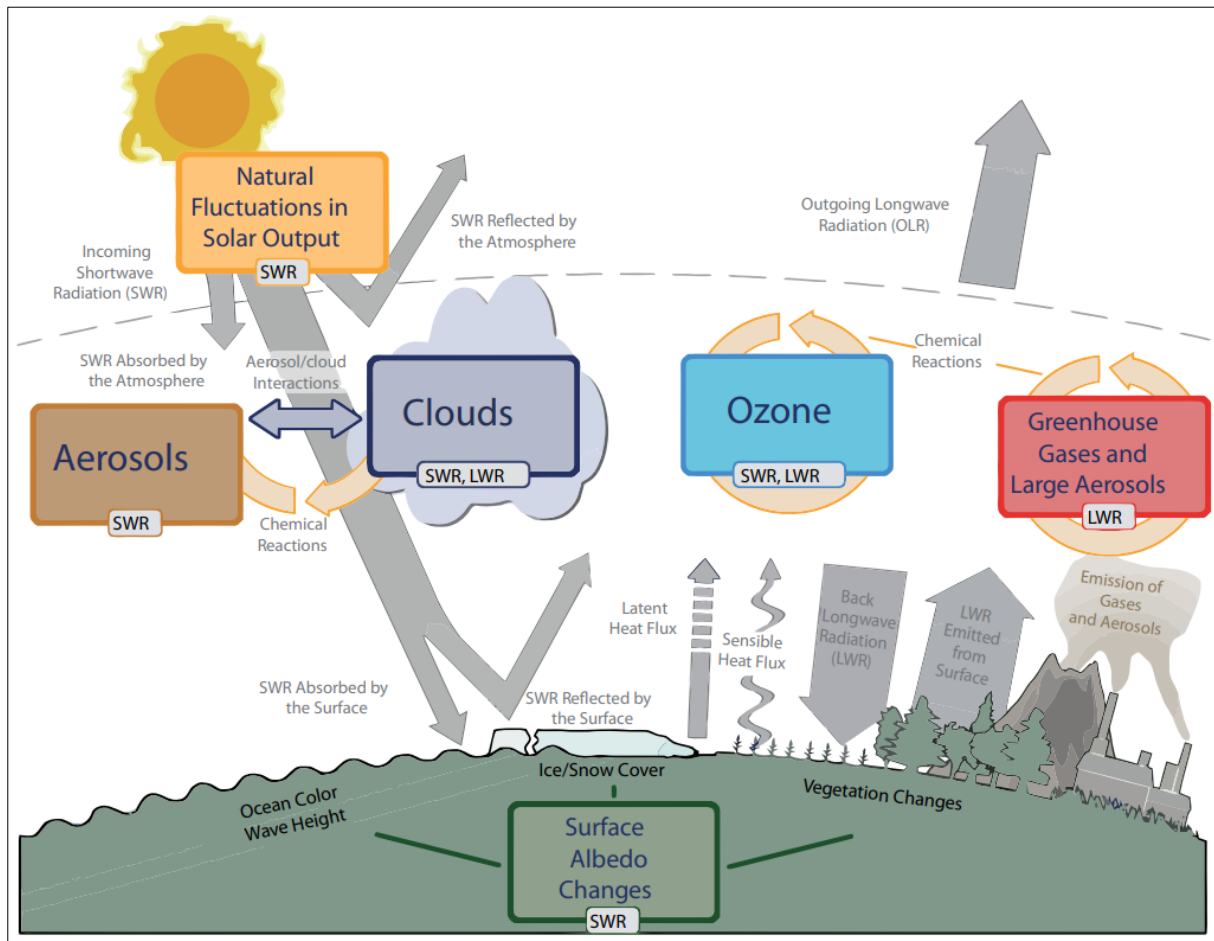 Natural
Fluctuations in
Solar Output
SWR
Incoming
Shortwave
Radiation (SWR)
SWR Reflected by
the Atmosphere
Outgoing Longwave
Radiation (OLR)
SWR Absorbed by
the Atmosphere
Aerosol/cloud
Interactions
Aerosols
SWR
Clouds
SWR, LWR
Chemical
Reactions
Ozone
SWR, LWR
Chemical
Reactions
Greenhouse
Gases and
Large Aerosols
LWR
Emission of
Gases
and Aerosols
Latent
Heat Flux
Sensible
Heat Flux
Back
Longwave
Radiation
(LWR)
LWR
Emitted
from
Surface
SWR Absorbed by
the Surface
SWR Reflected by
the Surface
Ocean Color
Wave Height
Ice/Snow Cover
Vegetation Changes
Surface
Albedo
Changes
SWR